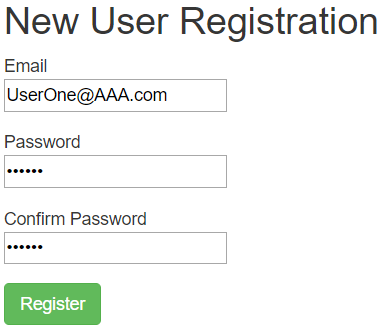 New User Registration
Email
UserOne@AAA.com
Password
••••••
Confirm Password
••••••
Register